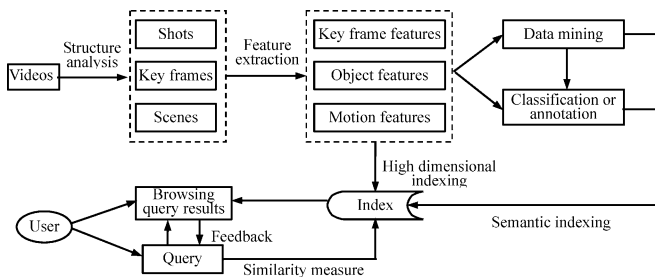 Videos
Structure
analysis
Shots
Key frames
Scenes
Feature
extraction
Key frame features
Object features
Motion features
Data mining
Classification or
annotation
High dimensional
indexing
Browsing
query results
Index
Semantic indexing
User
Feedback
Query
Similarity measure